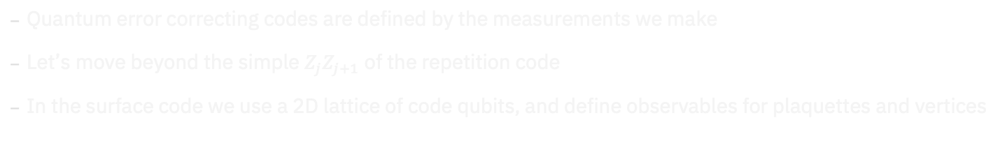 – Quantum error correcting codes are defined by the measurements we make
– Let's move beyond the simple ZⱼZⱼ₊₁ of the repetition code
– In the surface code we use a 2D lattice of code qubits, and define observables for plaquettes and vertices